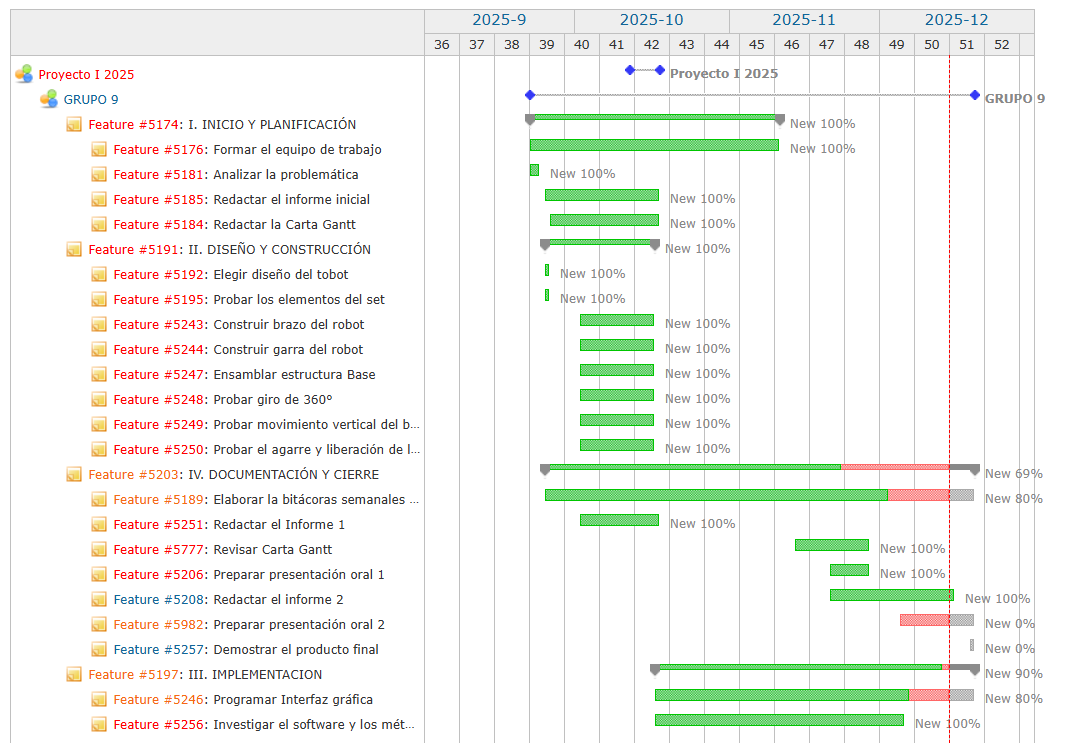 2025-9 2025-10 2025-11 2025-12
36 37 38 39 40 41 42 43 44 45 46 47 48 49 50 51 52
Proyecto I 2025 Proyecto I 2025
GRUPO 9 GRUPO 9
Feature #5174: I. INICIO Y PLANIFICACIÓN New 100%
Feature #5176: Formar el equipo de trabajo New 100%
Feature #5181: Analizar la problemática New 100%
Feature #5185: Redactar el informe inicial New 100%
Feature #5184: Redactar la Carta Gantt New 100%
Feature #5191: II. DISEÑO Y CONSTRUCCIÓN New 100%
Feature #5192: Elegir diseño del tobot New 100%
Feature #5195: Probar los elementos del set New 100%
Feature #5243: Construir brazo del robot New 100%
Feature #5244: Construir garra del robot New 100%
Feature #5247: Ensamblar estructura Base New 100%
Feature #5248: Probar giro de 360º New 100%
Feature #5249: Probar movimiento vertical del b... New 100%
Feature #5250: Probar el agarre y liberación de l... New 100%
Feature #5203: IV. DOCUMENTACIÓN Y CIERRE New 69%
Feature #5189: Elaborar la bitácoras semanales ... New 80%
Feature #5251: Redactar el Informe 1 New 100%
Feature #5777: Revisar Carta Gantt New 100%
Feature #5206: Preparar presentación oral 1 New 100%
Feature #5208: Redactar el informe 2 New 100%
Feature #5982: Preparar presentación oral 2 New 0%
Feature #5257: Demostrar el producto final New 0%
Feature #5197: III. IMPLEMENTACION New 90%
Feature #5246: Programar Interfaz gráfica New 80%
Feature #5256: Investigar el software y los mét... New 100%